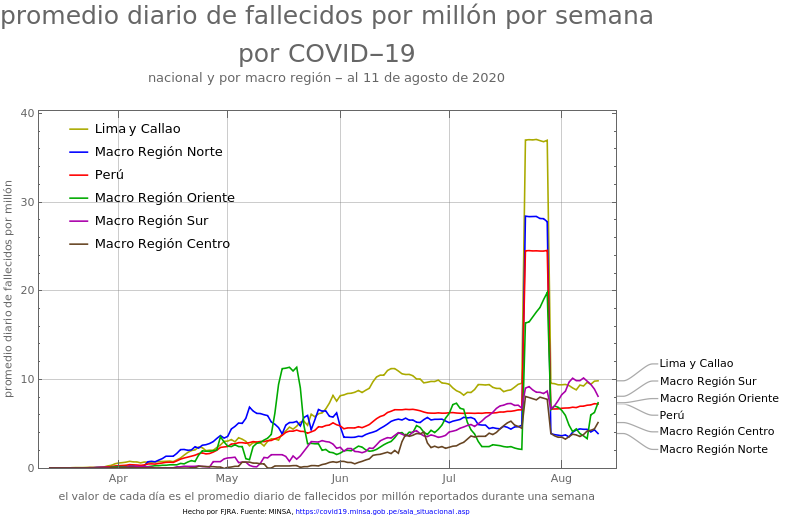 promedio diario de fallecidos por millón por semana
por COVID−19
nacional y por macro región − al 11 de agosto de 2020
promedio diario de fallecidos por millón
40
30
20
10
0
Lima y Callao
Macro Región Norte
Perú
Macro Región Oriente
Macro Región Sur
Macro Región Centro
Lima y Callao
Macro Región Sur
Macro Región Oriente
Perú
Macro Región Centro
Macro Región Norte
Apr May Jun Jul Aug
el valor de cada día es el promedio diario de fallecidos por millón reportados durante una semana
Hecho por FJRA. Fuente: MINSA, https://covid19.minsa.gob.pe/sala_situacional.asp